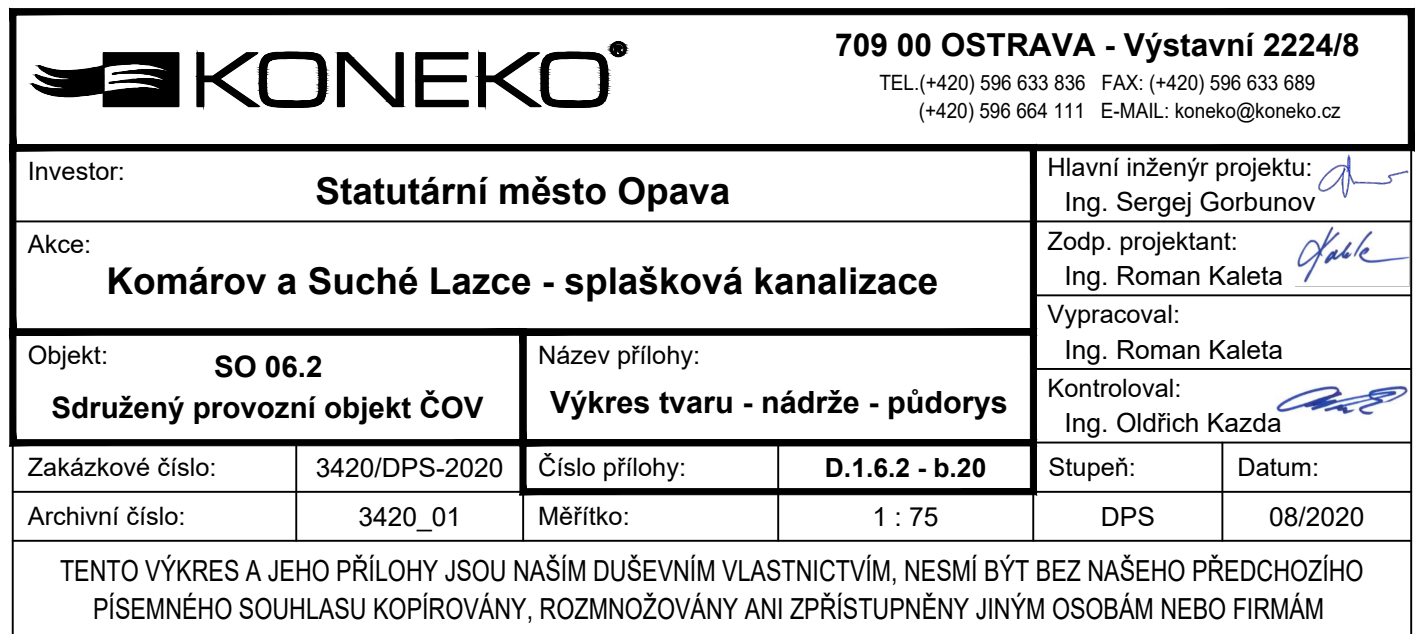 KONEKO®
709 00 OSTRAVA - Výstavní 2224/8
TEL.(+420) 596 633 836 FAX: (+420) 596 633 689
(+420) 596 664 111 E-MAIL: koneko@koneko.cz
Investor:
Statutární město Opava
Hlavní inženýr projektu:
Ing. Sergej Gorbunov
Akce:
Komárov a Suché Lazce - splašková kanalizace
Zodp. projektant:
Ing. Roman Kaleta
Vypracoval:
Ing. Roman Kaleta
Objekt:
SO 06.2
Sdružený provozní objekt ČOV
Název přílohy:
Výkres tvaru - nádrže - půdorys
Kontroloval:
Ing. Oldřich Kazda
Zakázkové číslo: 3420/DPS-2020 Číslo přílohy: D.1.6.2 - b.20 Stupeň: Datum:
Archivní číslo: 3420_01 Měřítko: 1 : 75 DPS 08/2020
TENTO VÝKRES A JEHO PŘÍLOHY JSOU NAŠÍM DUŠEVNÍM VLASTNICTVÍM, NESMÍ BÝT BEZ NAŠEHO PŘEDCHOZÍHO
PÍSEMNÉHO SOUHLASU KOPÍROVÁNY, ROZMNOŽOVÁNY ANI ZPŘÍSTUPNĚNY JINÝM OSOBÁM NEBO FIRMÁM